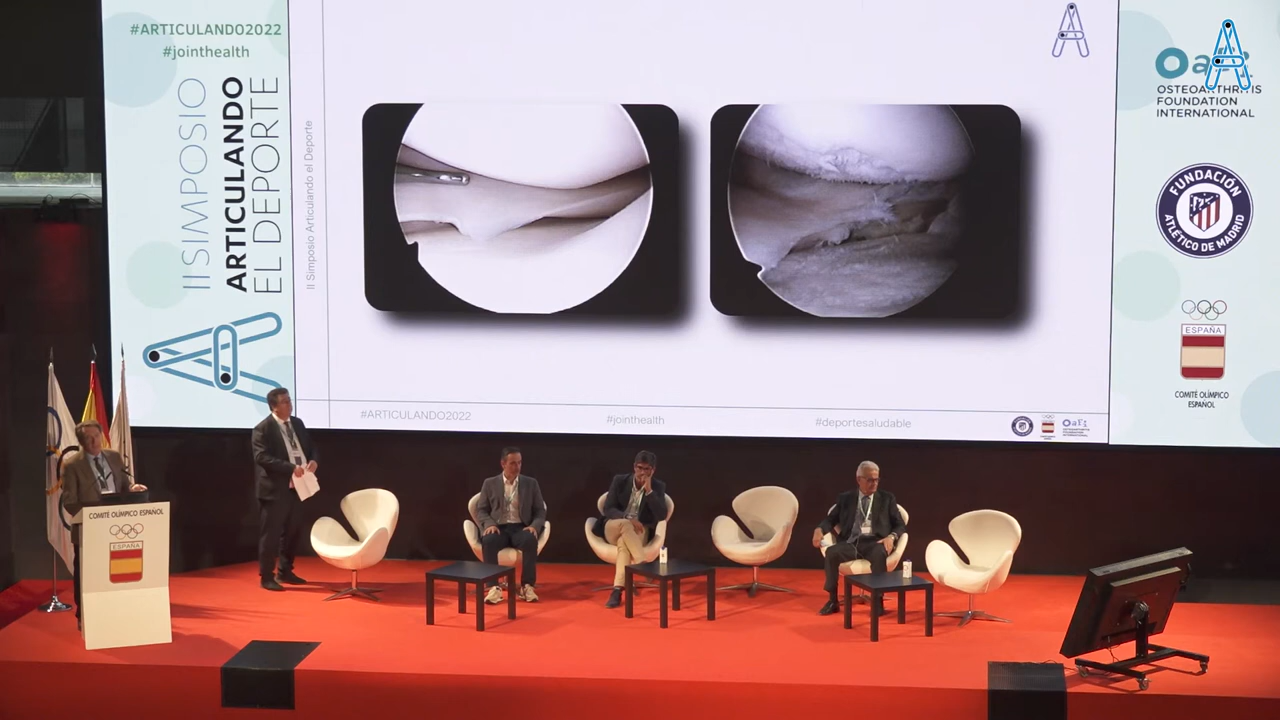 #ARTICULANDO2022
#jointhealth
II SIMPOSIO
ARTICULANDO
EL DEPORTE
II Simposio Articulando el Deporte
#ARTICULANDO2022
#jointhealth
#deportesaludable
OSTEOARTHRITIS
FOUNDATION
INTERNATIONAL
FUNDACIÓN
ATLÉTICO DE MADRID
ESPAÑA
COMITÉ OLÍMPICO
ESPAÑOL
COMITÉ OLÍMPICO ESPAÑOL
ESPAÑA